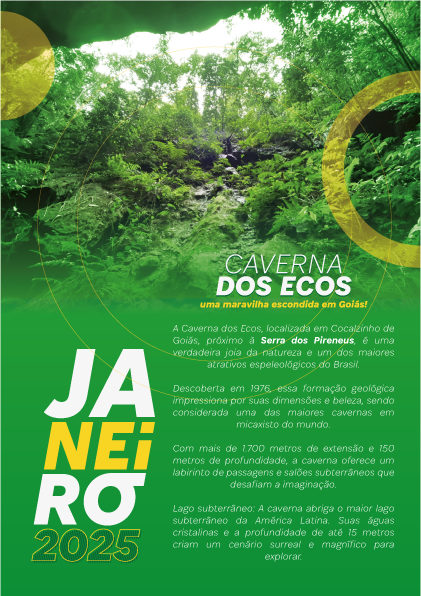 CAVERNA
DOS ECOS
uma maravilha escondida em Goiás!
A Caverna dos Ecos, localizada em Cocalzinho de
Goiás, próximo à Serra dos Pireneus, é uma
verdadeira joia da natureza e um dos maiores
atrativos espeleológicos do Brasil.
Descoberta em 1976, essa formação geológica
impressiona por suas dimensões e beleza, sendo
considerada uma das maiores cavernas em
micaxisto do mundo.
Com mais de 1.700 metros de extensão e 150
metros de profundidade, a caverna oferece um
labirinto de passagens e salões subterrâneos que
desafiam a imaginação.
Lago subterrâneo: A caverna abriga o maior lago
subterrâneo da América Latina. Suas águas
cristalinas e a profundidade de até 15 metros
criam um cenário surreal e magnífico para
explorar.
JA
NEi
RO
2025